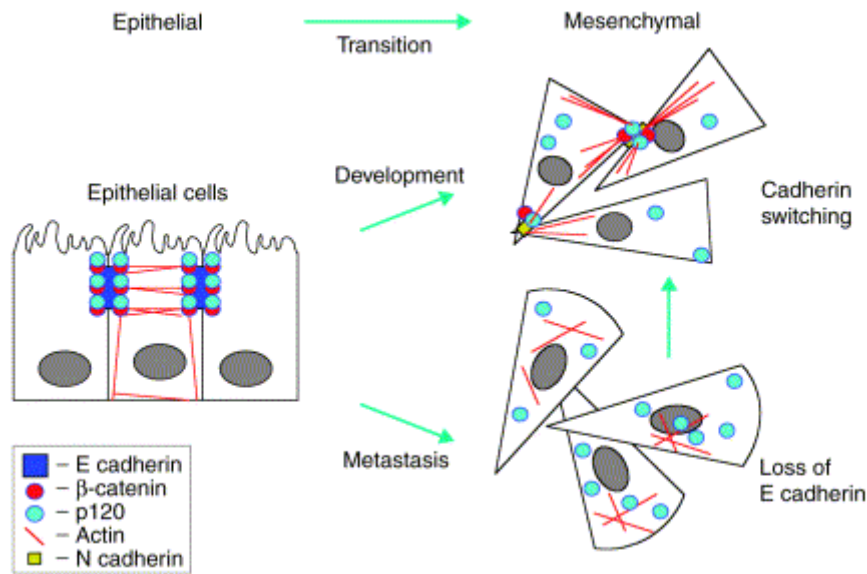 Epithelial
Transition
Mesenchymal
Epithelial cells
Development
Cadherin
switching
Metastasis
Loss of
E cadherin
– E cadherin
– β-catenin
– p120
– Actin
– N cadherin